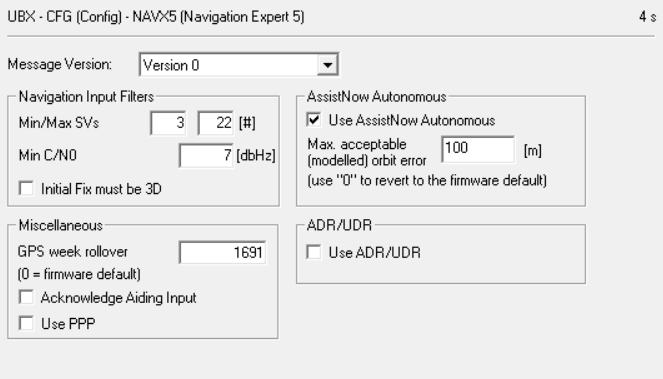 UBX - CFG (Config) - NAVX5 (Navigation Expert 5) 4 s
Message Version: Version 0
Navigation Input Filters
Min/Max SVs 3 22 [#]
Min C/N0 7 [dbHz]
Initial Fix must be 3D
AssistNow Autonomous
Use AssistNow Autonomous
Max. acceptable
(modelled) orbit error 100 [m]
(use "0" to revert to the firmware default)
Miscellaneous
GPS week rollover 1691
(0 = firmware default)
Acknowledge Aiding Input
Use PPP
ADR/UDR
Use ADR/UDR